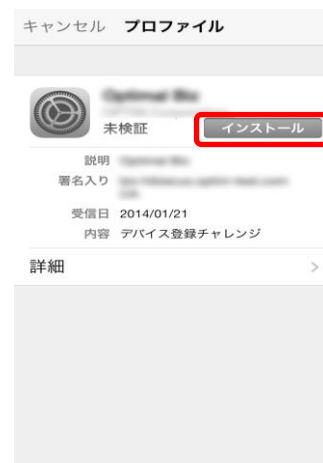 キャンセル プロファイル
未検証 インストール
説明
署名入り
受信日 2014/01/21
内容 デバイス登録チャレンジ
詳細 >